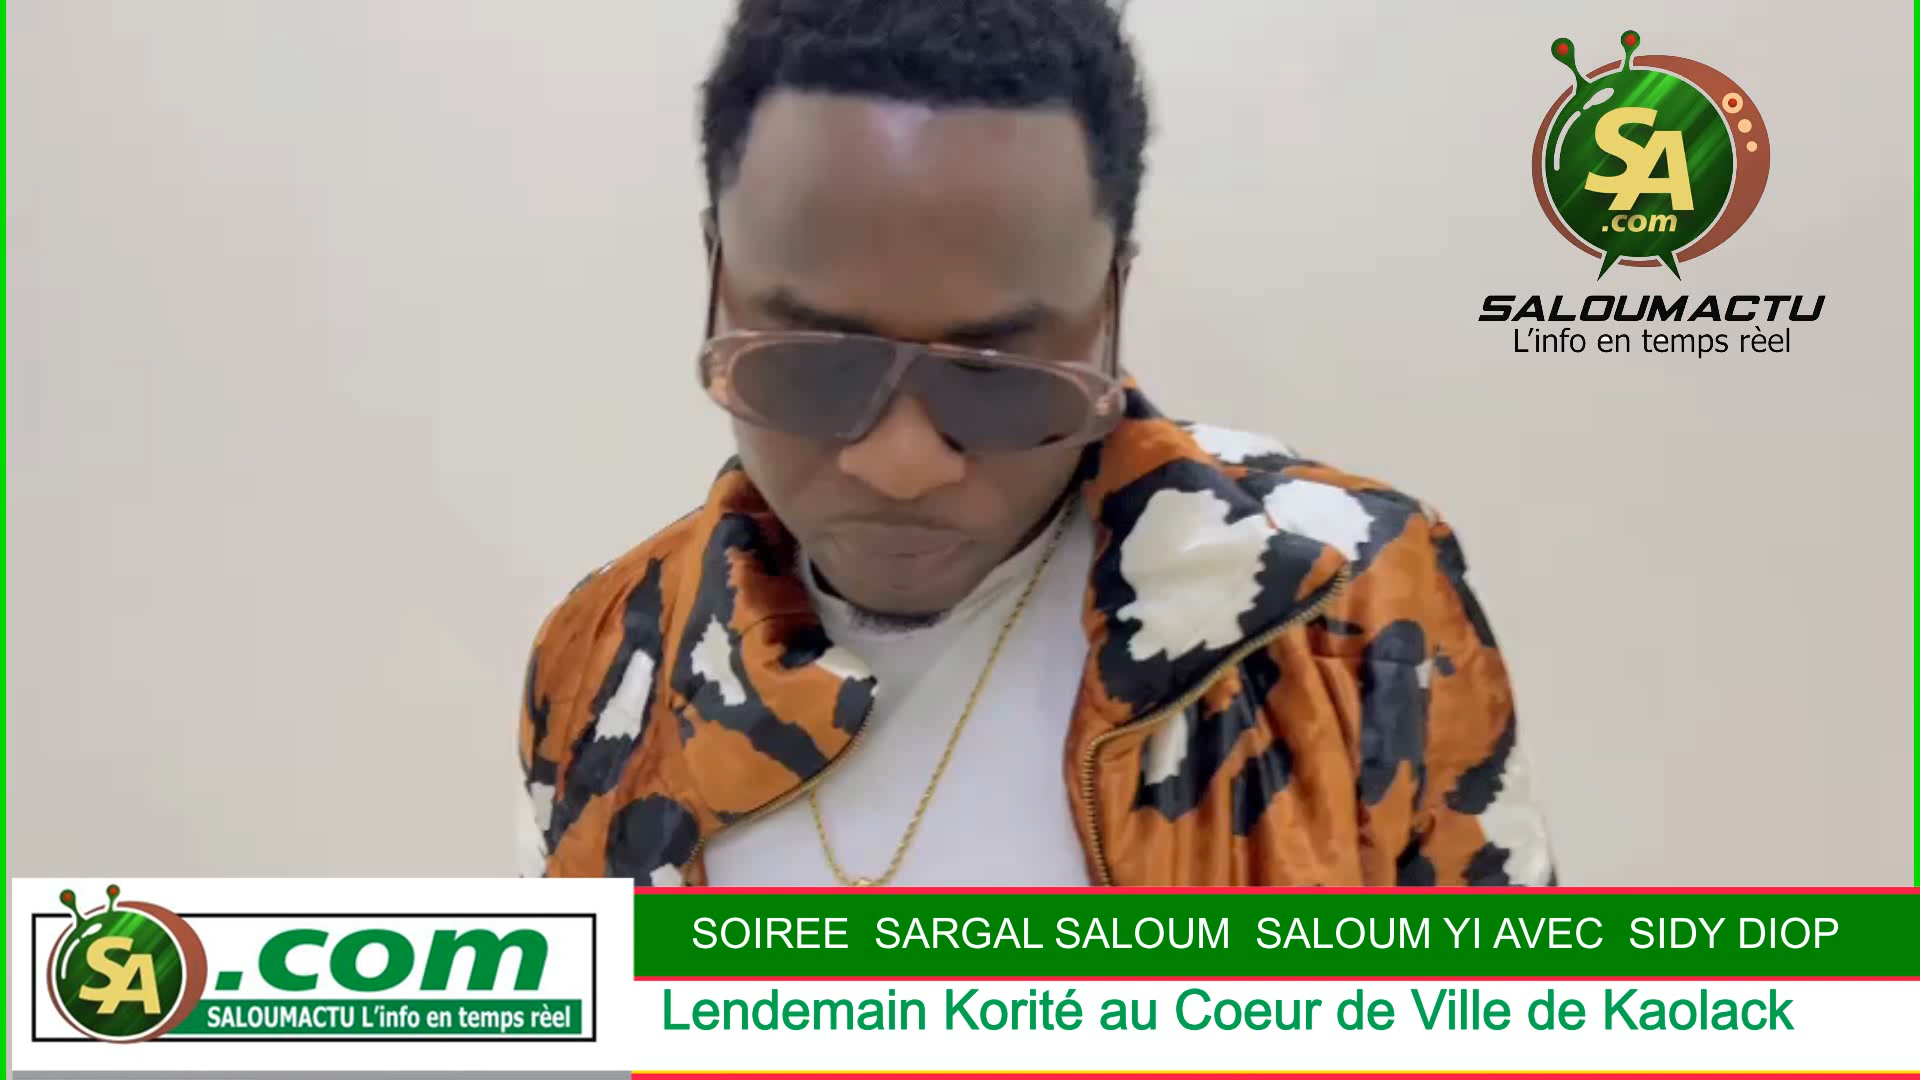 SA
.com
SALOUMACTU
L'info en temps rèel
SOIREE SARGAL SALOUM SALOUM YI AVEC SIDY DIOP
Lendemain Korité au Coeur de Ville de Kaolack
SA
.com
SALOUMACTU L'info en temps rèel